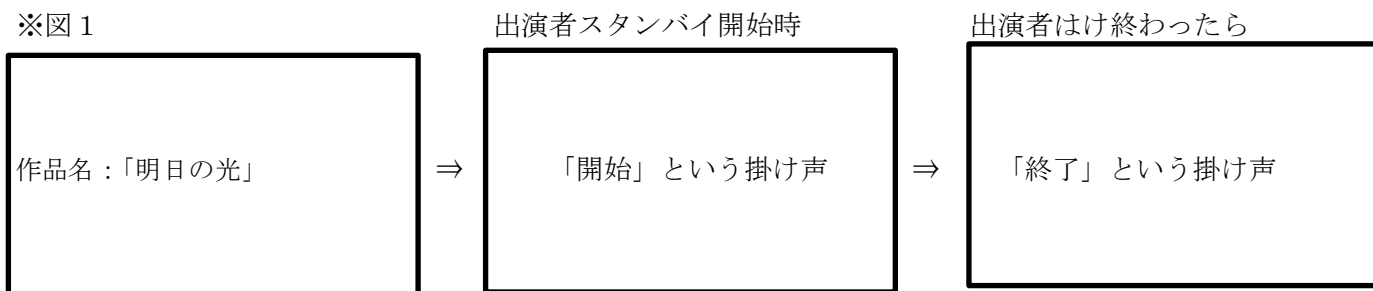 ※図1 出演者スタンバイ開始時 出演者はけ終わったら
作品名：「明日の光」 ⇒ 「開始」という掛け声 ⇒ 「終了」という掛け声